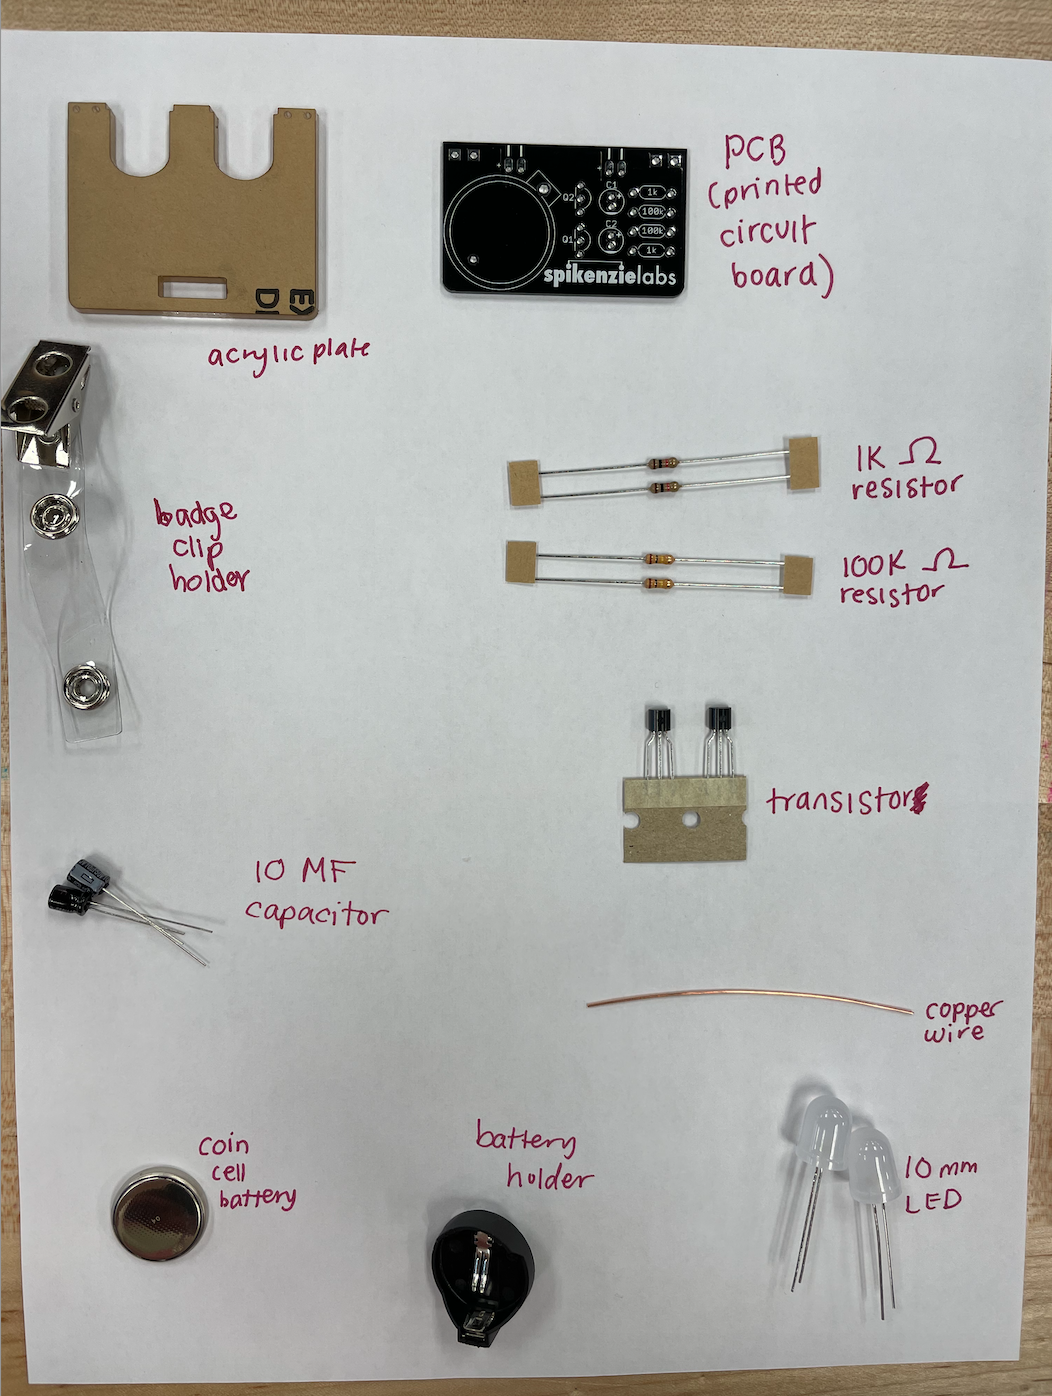 PCB
(printed
circuit
board)
Q2
C1
1k
100k
Q1
C2
100k
1k
spikenzielabs
acrylic plate
1K Ω
resistor
badge
clip
holder
100K Ω
resistor
transistor
10 MF
capacitor
copper
wire
coin
cell
battery
battery
holder
10 mm
LED